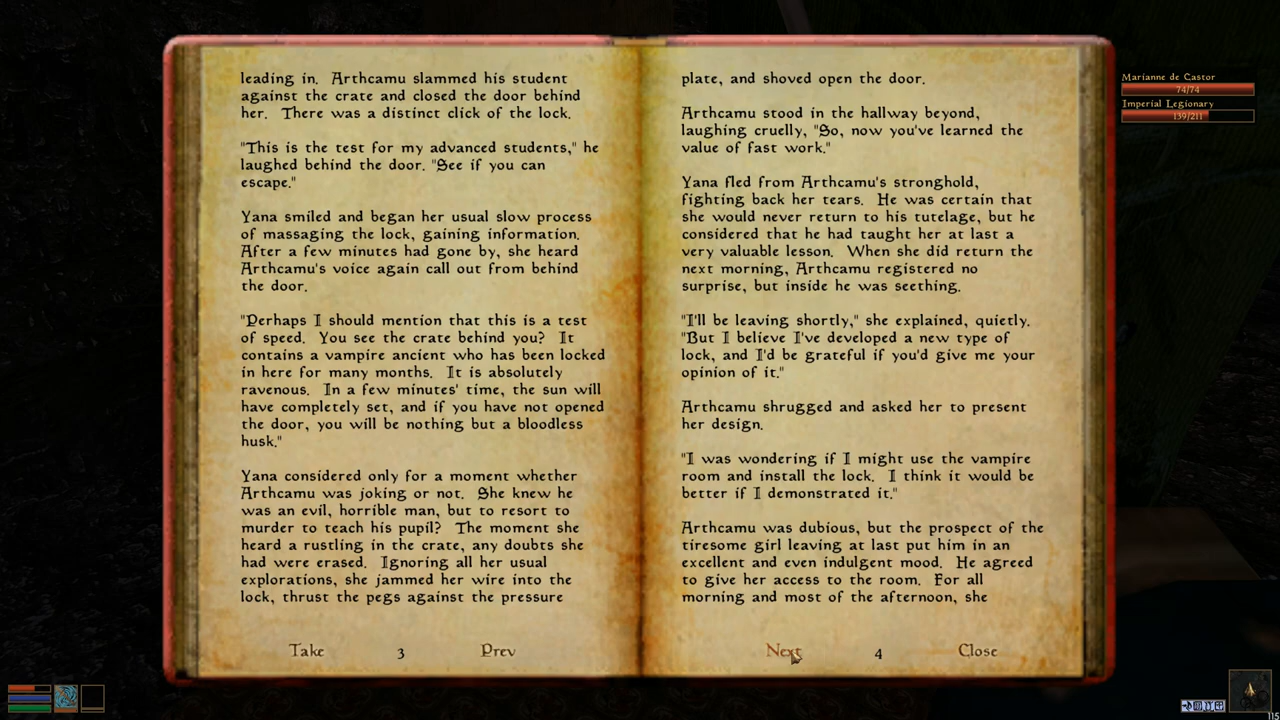 leading in. Arthcamu slammed his student
against the crate and closed the door behind
her. There was a distinct click of the lock.
"This is the test for my advanced students," he
laughed behind the door. "See if you can
escape."
Yana smiled and began her usual slow process
of massaging the lock, gaining information.
After a few minutes had gone by, she heard
Arthcamu's voice again call out from behind
the door.
"Perhaps I should mention that this is a test
of speed. You see the crate behind you? It
contains a vampire ancient who has been locked
in here for many months. It is absolutely
ravenous. In a few minutes' time, the sun will
have completely set, and if you have not opened
the door, you will be nothing but a bloodless
husk."
Yana considered only for a moment whether
Arthcamu was joking or not. She knew he
was an evil, horrible man, but to resort to
murder to teach his pupil? The moment she
heard a rustling in the crate, any doubts she
had were erased. Ignoring all her usual
explorations, she jammed her wire into the
lock, thrust the pegs against the pressure
Take 3 Prev
plate, and shoved open the door.
Arthcamu stood in the hallway beyond,
laughing cruelly, "So, now you've learned the
value of fast work."
Yana fled from Arthcamu's stronghold,
fighting back her tears. He was certain that
she would never return to his tutelage, but he
considered that he had taught her at last a
very valuable lesson. When she did return the
next morning, Arthcamu registered no
surprise, but inside he was seething.
"I'll be leaving shortly," she explained, quietly.
"But I believe I've developed a new type of
lock, and I'd be grateful if you'd give me your
opinion of it."
Arthcamu shrugged and asked her to present
her design.
"I was wondering if I might use the vampire
room and install the lock. I think it would be
better if I demonstrated it."
Arthcamu was dubious, but the prospect of the
tiresome girl leaving at last put him in an
excellent and even indulgent mood. He agreed
to give her access to the room. For all
morning and most of the afternoon, she
Next 4 Close
Marianne de Castor
74/74
Imperial Legionary
139/211